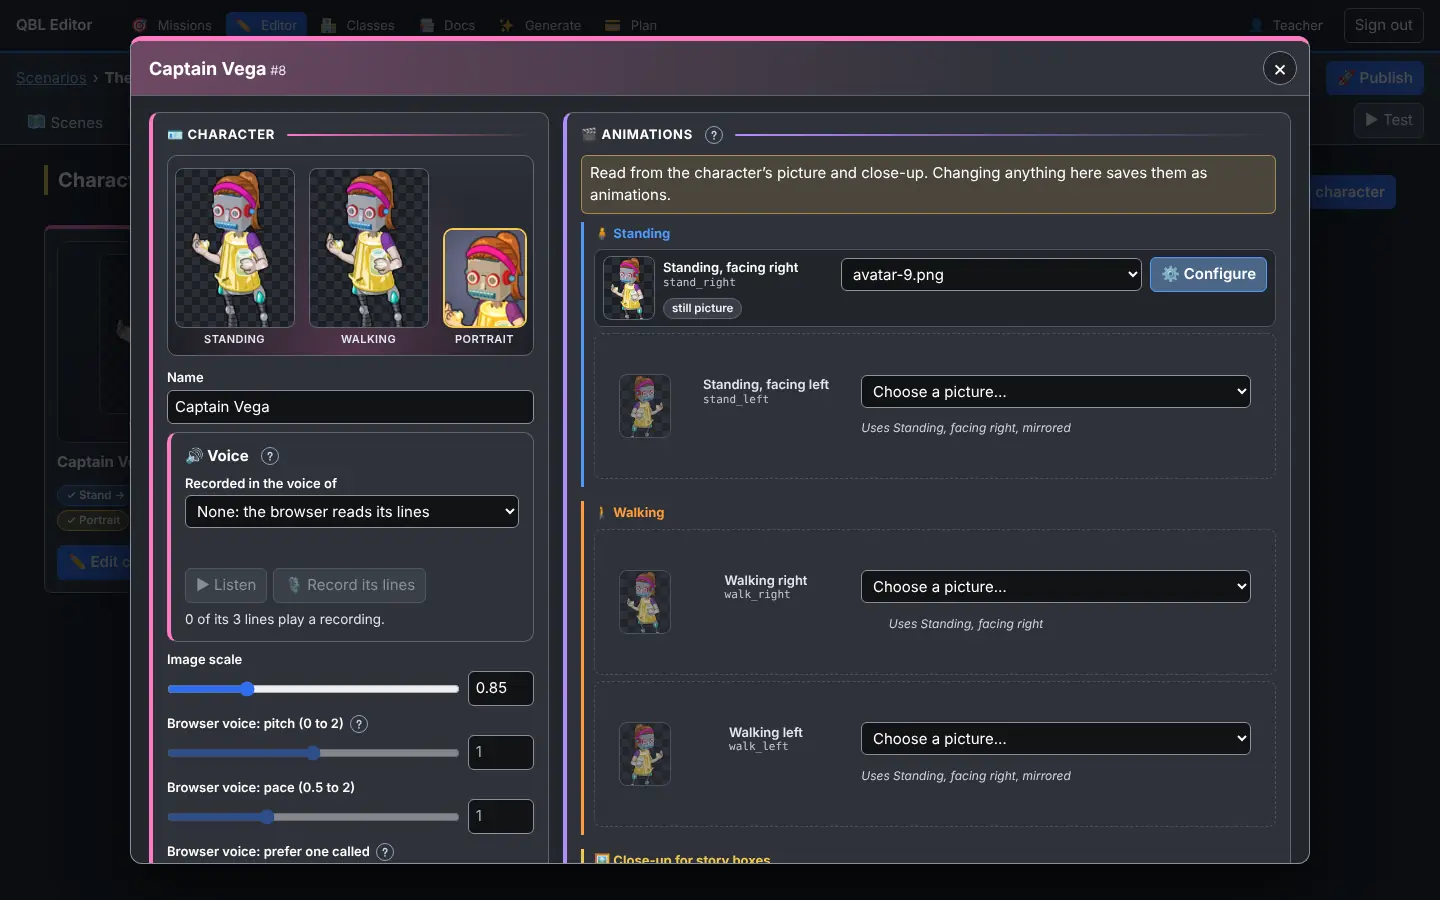 QBL Editor
Missions
Editor
Classes
Docs
Generate
Plan
Teacher
Sign out
Scenarios › The
Publish
Scenes
Test
Charac
character
Captain V
✓ Stand →
✓ Portrait
Edit c
Captain Vega #8
×
CHARACTER
STANDING
WALKING
PORTRAIT
Name
Captain Vega
Voice ?
Recorded in the voice of
None: the browser reads its lines
Listen
Record its lines
0 of its 3 lines play a recording.
Image scale
0.85
Browser voice: pitch (0 to 2) ?
1
Browser voice: pace (0.5 to 2)
1
Browser voice: prefer one called ?
ANIMATIONS ?
Read from the character’s picture and close-up. Changing anything here saves them as
animations.
Standing
Standing, facing right
stand_right
still picture
avatar-9.png
Configure
Standing, facing left
stand_left
Choose a picture...
Uses Standing, facing right, mirrored
Walking
Walking right
walk_right
Choose a picture...
Uses Standing, facing right
Walking left
walk_left
Choose a picture...
Uses Standing, facing right, mirrored
Close-up for story boxes